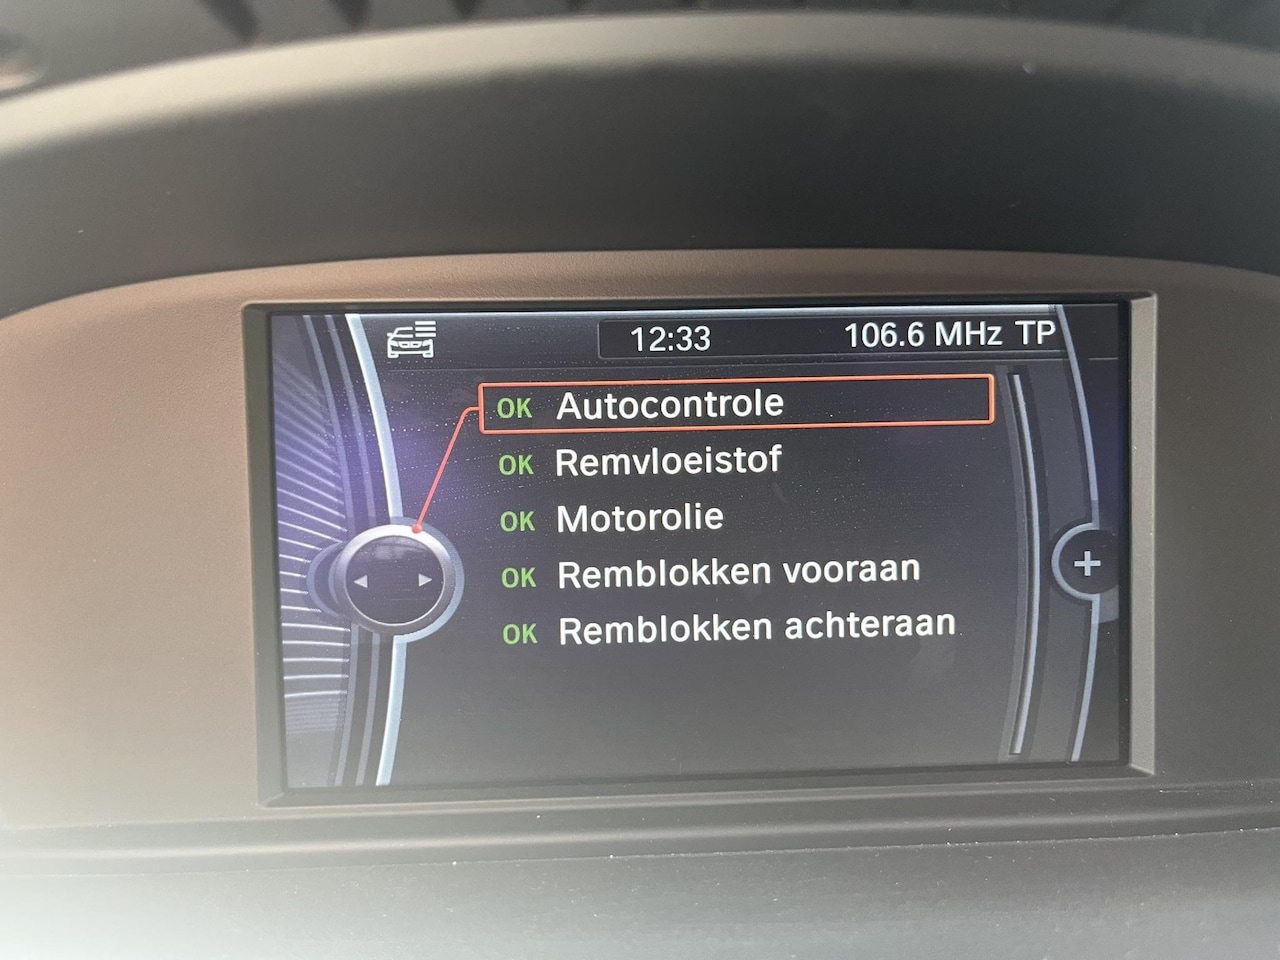 12:33 106.6 MHz TP
OK Autocontrole
OK Remvloeistof
OK Motorolie
OK Remblokken vooraan
OK Remblokken achteraan
+